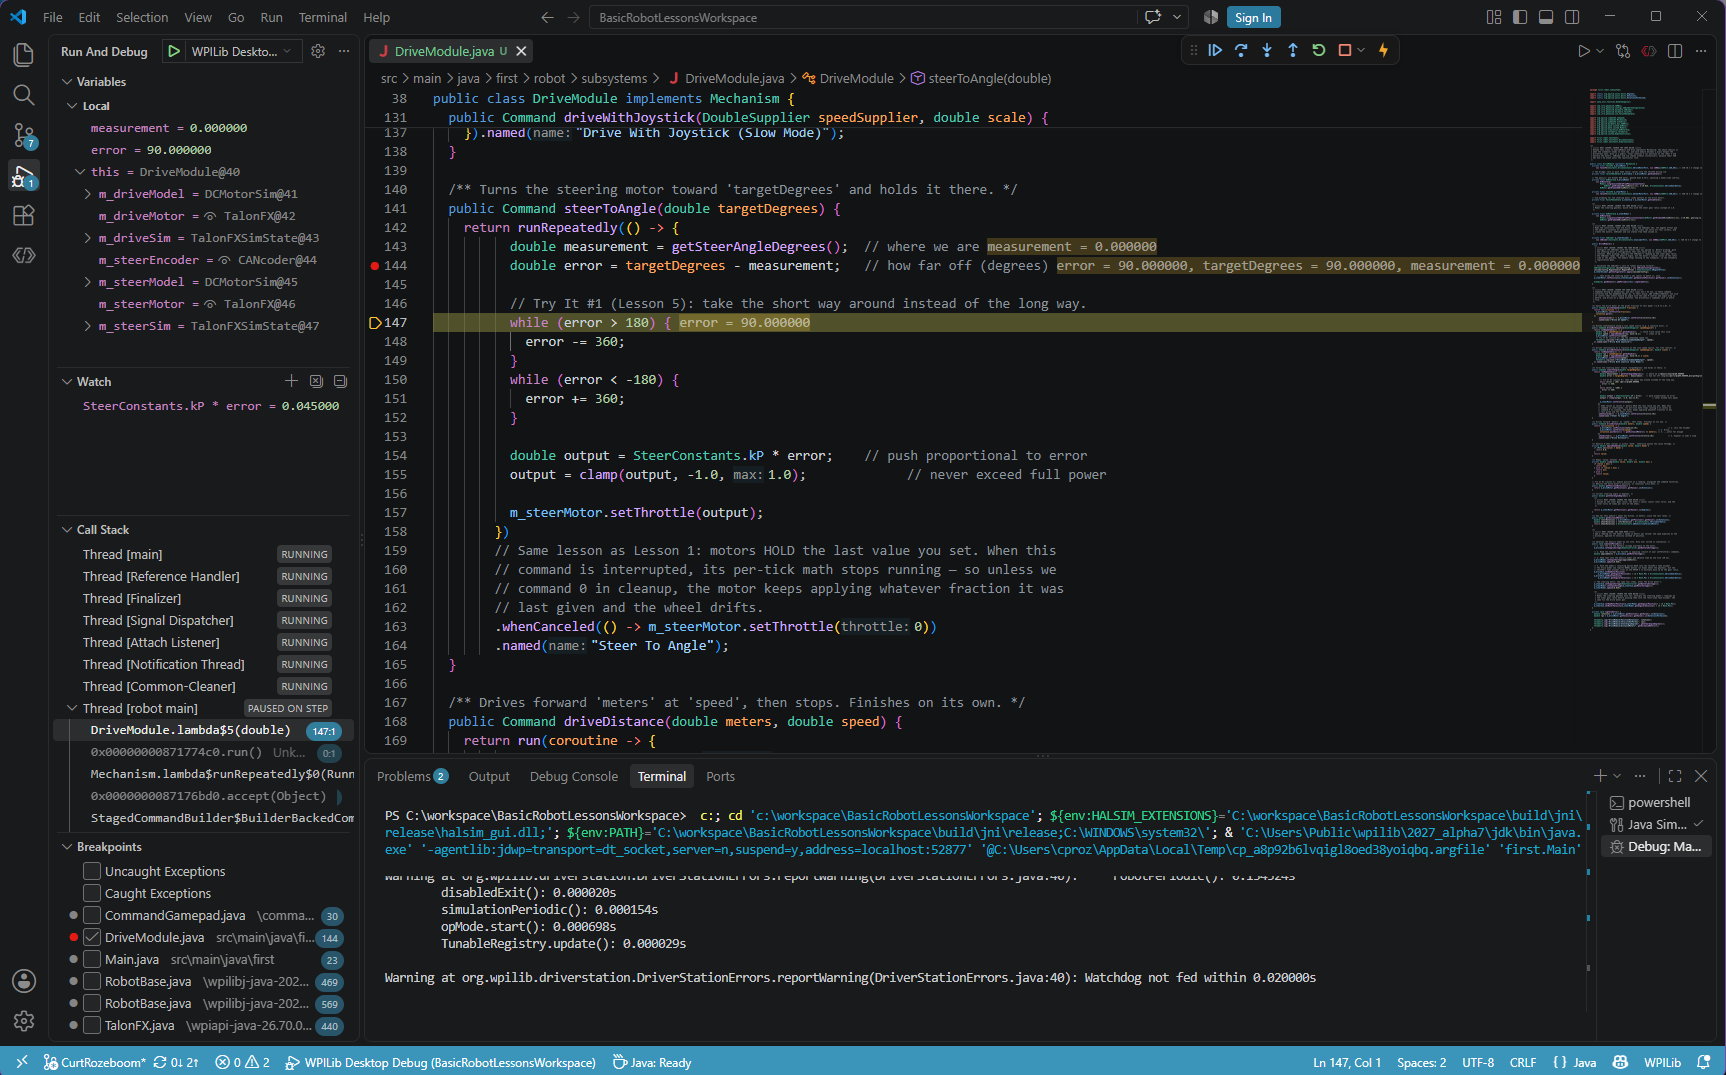 File Edit Selection View Go Run Terminal Help
BasicRobotLessonsWorkspace
Sign In
Run And Debug
WPILib Deskto...
Variables
Local
measurement = 0.000000
error = 90.000000
this = DriveModule@40
m_driveModel = DCMotorSim@41
m_driveMotor = TalonFX@42
m_driveSim = TalonFXSimState@43
m_steerEncoder = CANcoder@44
m_steerModel = DCMotorSim@45
m_steerMotor = TalonFX@46
m_steerSim = TalonFXSimState@47
Watch
SteerConstants.kP * error = 0.045000
Call Stack
Thread [main] RUNNING
Thread [Reference Handler] RUNNING
Thread [Finalizer] RUNNING
Thread [Signal Dispatcher] RUNNING
Thread [Attach Listener] RUNNING
Thread [Notification Thread] RUNNING
Thread [Common-Cleaner] RUNNING
Thread [robot main] PAUSED ON STEP
DriveModule.lambda$5(double) 147:1
0x00000000871774c0.run() Unk... 0:1
Mechanism.lambda$runRepeatedly$0(Runn
0x0000000087176bd0.accept(Object)
StagedCommandBuilder$BuilderBackedCom
Breakpoints
Uncaught Exceptions
Caught Exceptions
CommandGamepad.java \comma... 30
DriveModule.java src\main\java\fi... 144
Main.java src\main\java\first 23
RobotBase.java \wpilibj-java-202... 469
RobotBase.java \wpilibj-java-202... 569
TalonFX.java \wpiapi-java-26.70.0... 440
7
1
J DriveModule.java U
src > main > java > first > robot > subsystems > J DriveModule.java > DriveModule > steerToAngle(double)
38 public class DriveModule implements Mechanism {
131 public Command driveWithJoystick(DoubleSupplier speedSupplier, double scale) {
137 }).named(name: "Drive With Joystick (Slow Mode)");
138 }
139
140 /** Turns the steering motor toward 'targetDegrees' and holds it there. */
141 public Command steerToAngle(double targetDegrees) {
142 return runRepeatedly(() -> {
143 double measurement = getSteerAngleDegrees(); // where we are measurement = 0.000000
144 double error = targetDegrees - measurement; // how far off (degrees) error = 90.000000, targetDegrees = 90.000000, measurement = 0.000000
145
146 // Try It #1 (Lesson 5): take the short way around instead of the long way.
147 while (error > 180) { error = 90.000000
148 error -= 360;
149 }
150 while (error < -180) {
151 error += 360;
152 }
153
154 double output = SteerConstants.kP * error; // push proportional to error
155 output = clamp(output, -1.0, max: 1.0); // never exceed full power
156
157 m_steerMotor.setThrottle(output);
158 })
159 // Same lesson as Lesson 1: motors HOLD the last value you set. When this
160 // command is interrupted, its per-tick math stops running — so unless we
161 // command 0 in cleanup, the motor keeps applying whatever fraction it was
162 // last given and the wheel drifts.
163 .whenCanceled(() -> m_steerMotor.setThrottle(throttle: 0))
164 .named(name: "Steer To Angle");
165 }
166
167 /** Drives forward 'meters' at 'speed', then stops. Finishes on its own. */
168 public Command driveDistance(double meters, double speed) {
169 return run(coroutine -> {
Problems 2 Output Debug Console Terminal Ports
PS C:\workspace\BasicRobotLessonsWorkspace> c:; cd 'c:\workspace\BasicRobotLessonsWorkspace'; ${env:HALSIM_EXTENSIONS}='C:\workspace\BasicRobotLessonsWorkspace\build\jni\
release\halsim_gui.dll;'; ${env:PATH}='C:\workspace\BasicRobotLessonsWorkspace\build\jni\release;C:\WINDOWS\system32\'; & 'C:\Users\Public\wpilib\2027_alpha7\jdk\bin\java.
exe' '-agentlib:jdwp=transport=dt_socket,server=n,suspend=y,address=localhost:52877' '@C:\Users\cproz\AppData\Local\Temp\cp_a8p92b6lvqigl8oed38yoiqbq.argfile' 'first.Main'
Warning at org.wpilib.driverstation.DriverStationErrors.reportWarning(DriverStationErrors.java:40): robotPeriodic(): 0.154524s
disabledExit(): 0.000020s
simulationPeriodic(): 0.000154s
opMode.start(): 0.000698s
TunableRegistry.update(): 0.000029s
Warning at org.wpilib.driverstation.DriverStationErrors.reportWarning(DriverStationErrors.java:40): Watchdog not fed within 0.020000s
powershell
Java Sim...
Debug: Ma...
CurtRozeboom* 0↓ 2↑ 0 2 WPILib Desktop Debug (BasicRobotLessonsWorkspace) Java: Ready
Ln 147, Col 1 Spaces: 2 UTF-8 CRLF {} Java WPILib